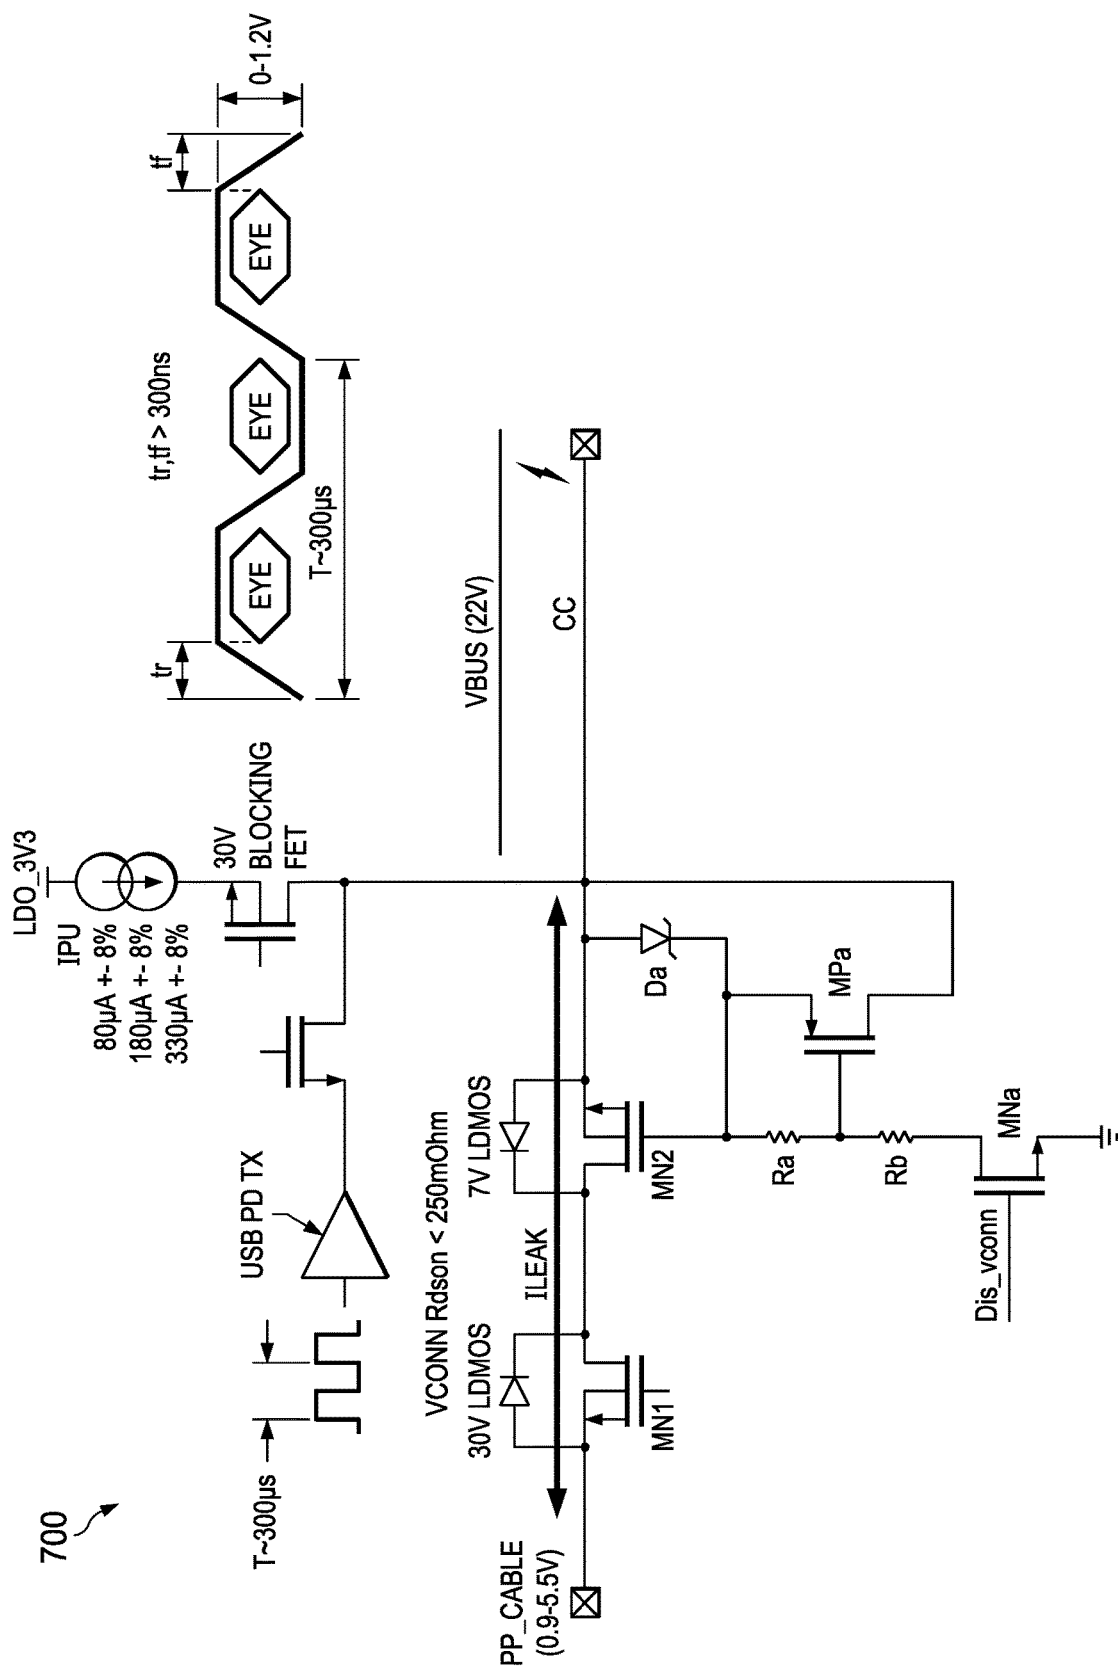 700
T~300µs
USB PD TX
LDO_3V3
IPU
80µA +- 8%
180µA +- 8%
330µA +- 8%
30V
BLOCKING
FET
tr
tr,tf > 300ns
tf
EYE
EYE
EYE
0-1.2V
T~300µs
VCONN Rdson < 250mOhm
30V LDMOS
7V LDMOS
ILEAK
VBUS (22V)
CC
PP_CABLE
(0.9-5.5V)
MN1
MN2
Da
Ra
MPa
Rb
Dis_vconn
MNa